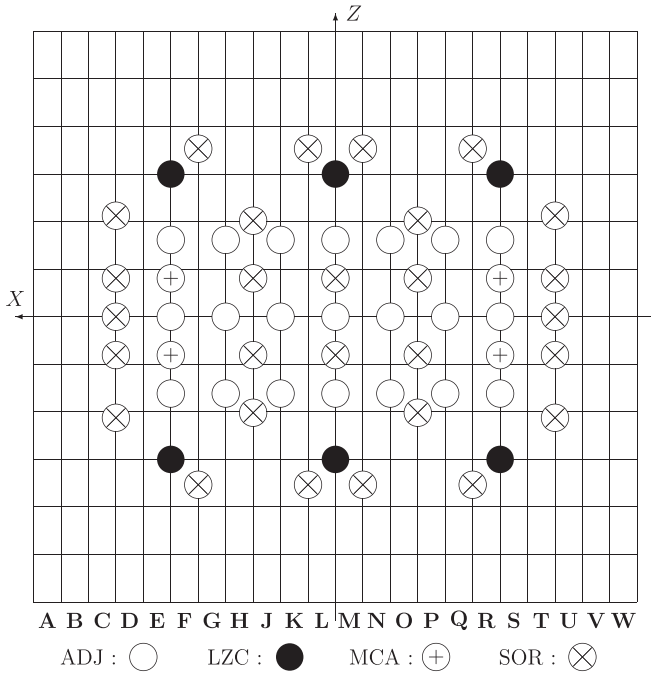 Z
X
A B C D E F G H J K L M N O P Q R S T U V W
ADJ : LZC : MCA : SOR :